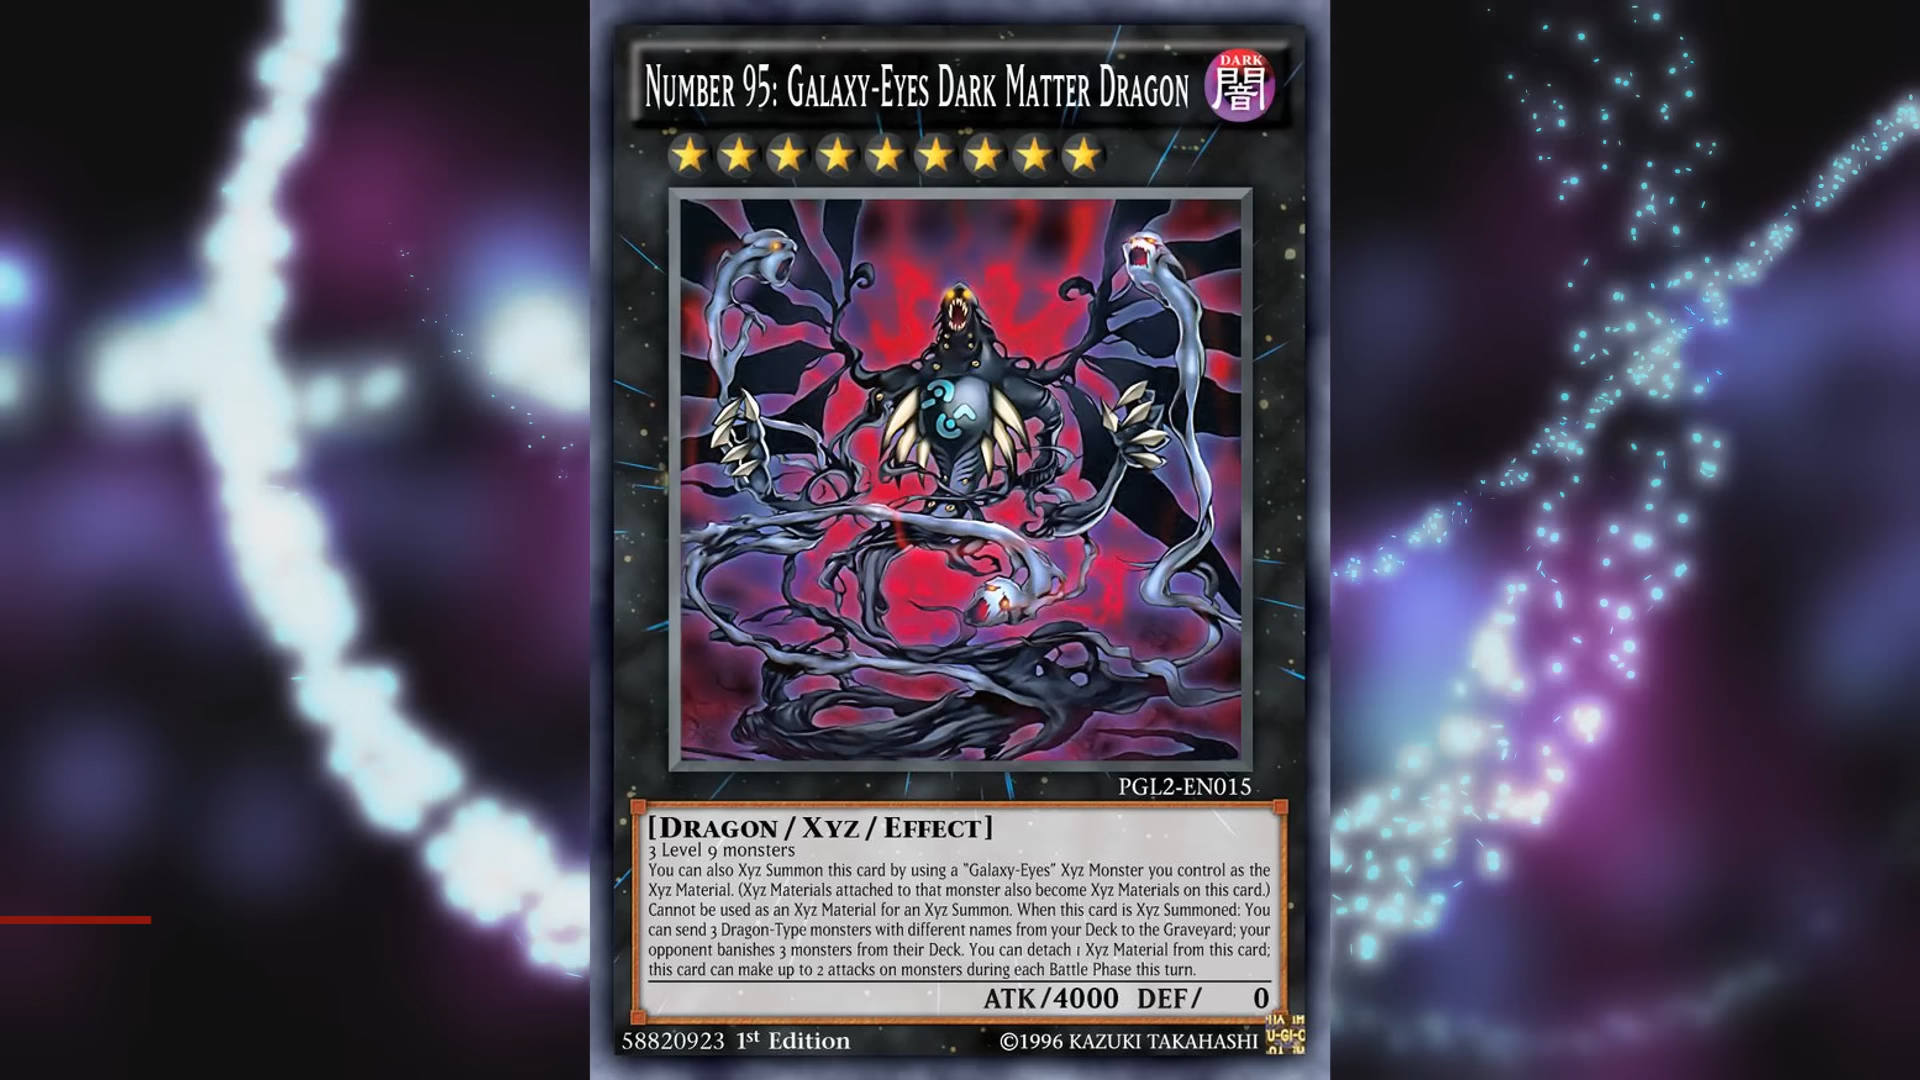 NUMBER 95: GALAXY-EYES DARK MATTER DRAGON
DARK
闇
PGL2-EN015
[DRAGON / XYZ / EFFECT]
3 Level 9 monsters
You can also Xyz Summon this card by using a "Galaxy-Eyes" Xyz Monster you control as the
Xyz Material. (Xyz Materials attached to that monster also become Xyz Materials on this card.)
Cannot be used as an Xyz Material for an Xyz Summon. When this card is Xyz Summoned: You
can send 3 Dragon-Type monsters with different names from your Deck to the Graveyard; your
opponent banishes 3 monsters from their Deck. You can detach 1 Xyz Material from this card;
this card can make up to 2 attacks on monsters during each Battle Phase this turn.
ATK/4000 DEF/ 0
58820923 1st Edition
©1996 KAZUKI TAKAHASHI